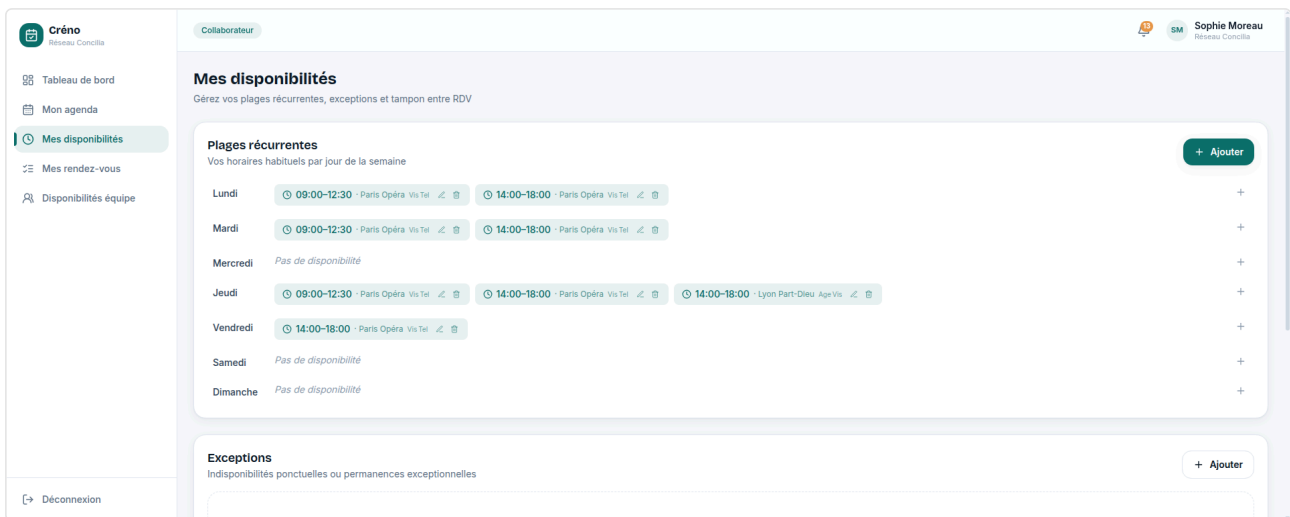 Créno
Réseau Concilia
Collaborateur
13
SM
Sophie Moreau
Réseau Concilia
Tableau de bord
Mon agenda
Mes disponibilités
Mes rendez-vous
Disponibilités équipe
Déconnexion
Mes disponibilités
Gérez vos plages récurrentes, exceptions et tampon entre RDV
Plages récurrentes
Vos horaires habituels par jour de la semaine
+ Ajouter
Lundi 09:00–12:30 · Paris Opéra Vis Tel 14:00–18:00 · Paris Opéra Vis Tel +
Mardi 09:00–12:30 · Paris Opéra Vis Tel 14:00–18:00 · Paris Opéra Vis Tel +
Mercredi Pas de disponibilité +
Jeudi 09:00–12:30 · Paris Opéra Vis Tel 14:00–18:00 · Paris Opéra Vis Tel 14:00–18:00 · Lyon Part-Dieu Age Vis +
Vendredi 14:00–18:00 · Paris Opéra Vis Tel +
Samedi Pas de disponibilité +
Dimanche Pas de disponibilité +
Exceptions
Indisponibilités ponctuelles ou permanences exceptionnelles
+ Ajouter